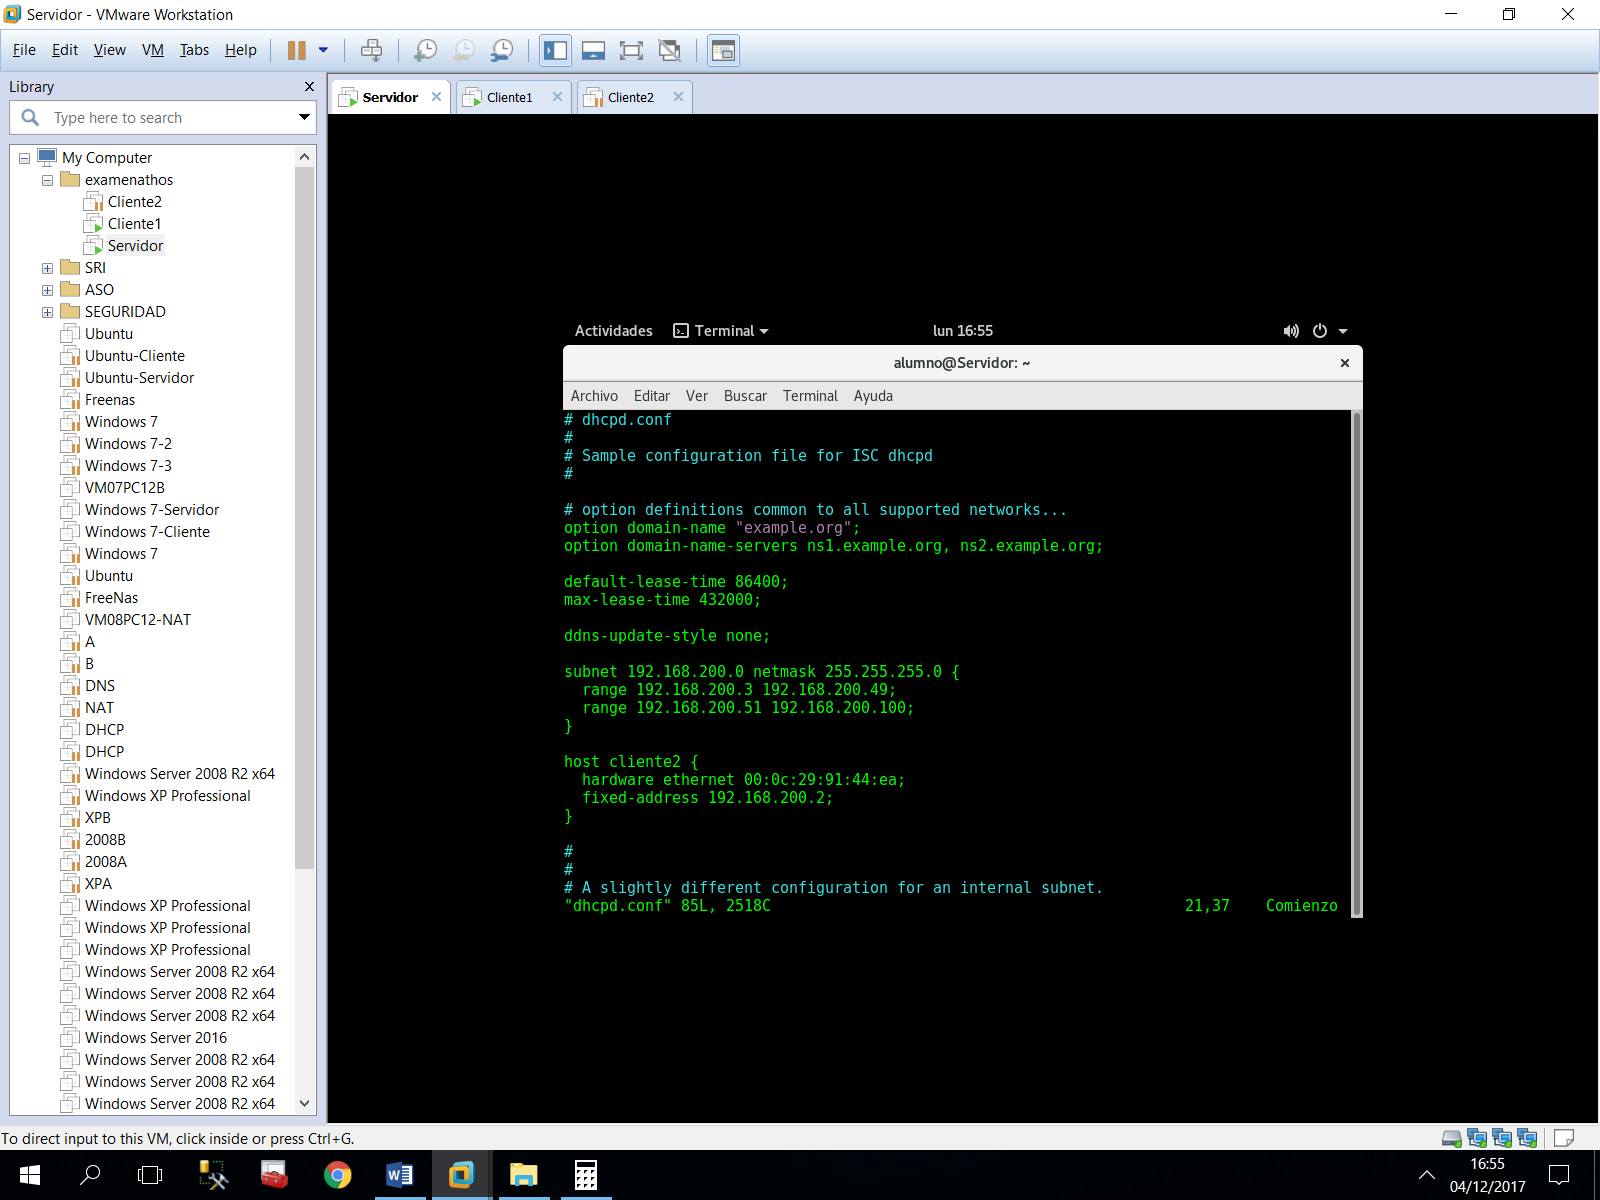 Servidor - VMware Workstation
File Edit View VM Tabs Help
Library
Type here to search
My Computer
examenathos
Cliente2
Cliente1
Servidor
SRI
ASO
SEGURIDAD
Ubuntu
Ubuntu-Cliente
Ubuntu-Servidor
Freenas
Windows 7
Windows 7-2
Windows 7-3
VM07PC12B
Windows 7-Servidor
Windows 7-Cliente
Windows 7
Ubuntu
FreeNas
VM08PC12-NAT
A
B
DNS
NAT
DHCP
DHCP
Windows Server 2008 R2 x64
Windows XP Professional
XPB
2008B
2008A
XPA
Windows XP Professional
Windows XP Professional
Windows XP Professional
Windows Server 2008 R2 x64
Windows Server 2008 R2 x64
Windows Server 2008 R2 x64
Windows Server 2016
Windows Server 2008 R2 x64
Windows Server 2008 R2 x64
Windows Server 2008 R2 x64
Servidor Cliente1 Cliente2
Actividades Terminal lun 16:55
alumno@Servidor: ~
Archivo Editar Ver Buscar Terminal Ayuda
# dhcpd.conf
#
# Sample configuration file for ISC dhcpd
#
# option definitions common to all supported networks...
option domain-name "example.org";
option domain-name-servers ns1.example.org, ns2.example.org;
default-lease-time 86400;
max-lease-time 432000;
ddns-update-style none;
subnet 192.168.200.0 netmask 255.255.255.0 {
range 192.168.200.3 192.168.200.49;
range 192.168.200.51 192.168.200.100;
}
host cliente2 {
hardware ethernet 00:0c:29:91:44:ea;
fixed-address 192.168.200.2;
}
#
#
# A slightly different configuration for an internal subnet.
"dhcpd.conf" 85L, 2518C 21,37 Comienzo
To direct input to this VM, click inside or press Ctrl+G.
16:55
04/12/2017